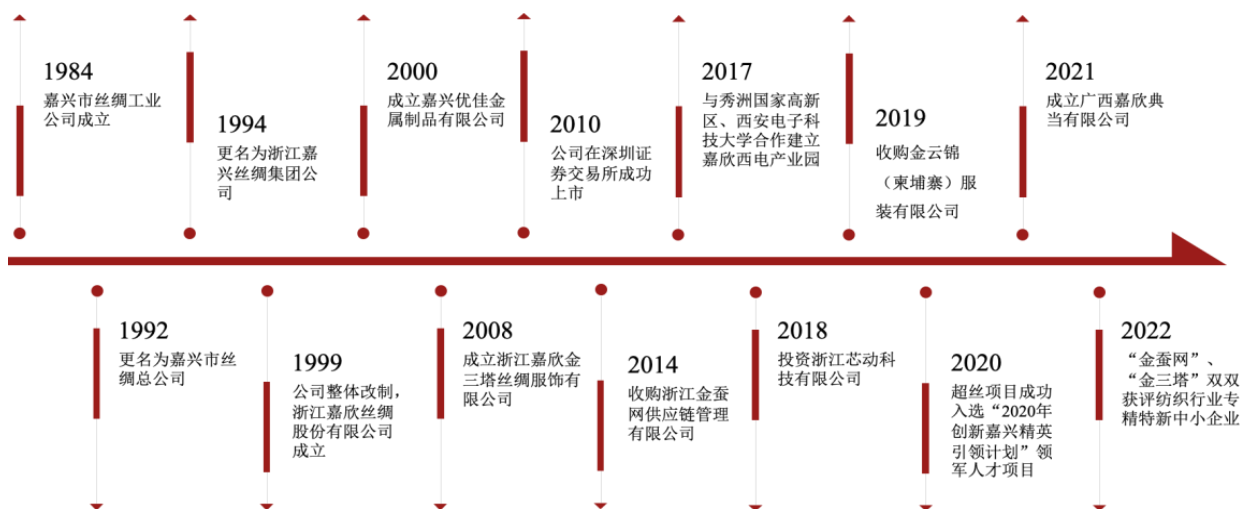 1984
嘉兴市丝绸工业
公司成立
1992
更名为嘉兴市丝
绸总公司
1994
更名为浙江嘉
兴丝绸集团公
司
1999
公司整体改制，
浙江嘉欣丝绸
股份有限公司
成立
2000
成立嘉兴优佳金
属制品有限公司
2008
成立浙江嘉欣金
三塔丝绸服饰有
限公司
2010
公司在深圳证
券交易所成功
上市
2014
收购浙江金蚕
网供应链管理
有限公司
2017
与秀洲国家高新
区、西安电子科
技大学合作建立
嘉欣西电产业园
2018
投资浙江芯动科
技有限公司
2019
收购金云锦
（柬埔寨）服
装有限公司
2020
超丝项目成功
入选“2020年
创新嘉兴精英
引领计划”领
军人才项目
2021
成立广西嘉欣典
当有限公司
2022
“金蚕网”、
“金三塔”双双
获评纺织行业专
精特新中小企业